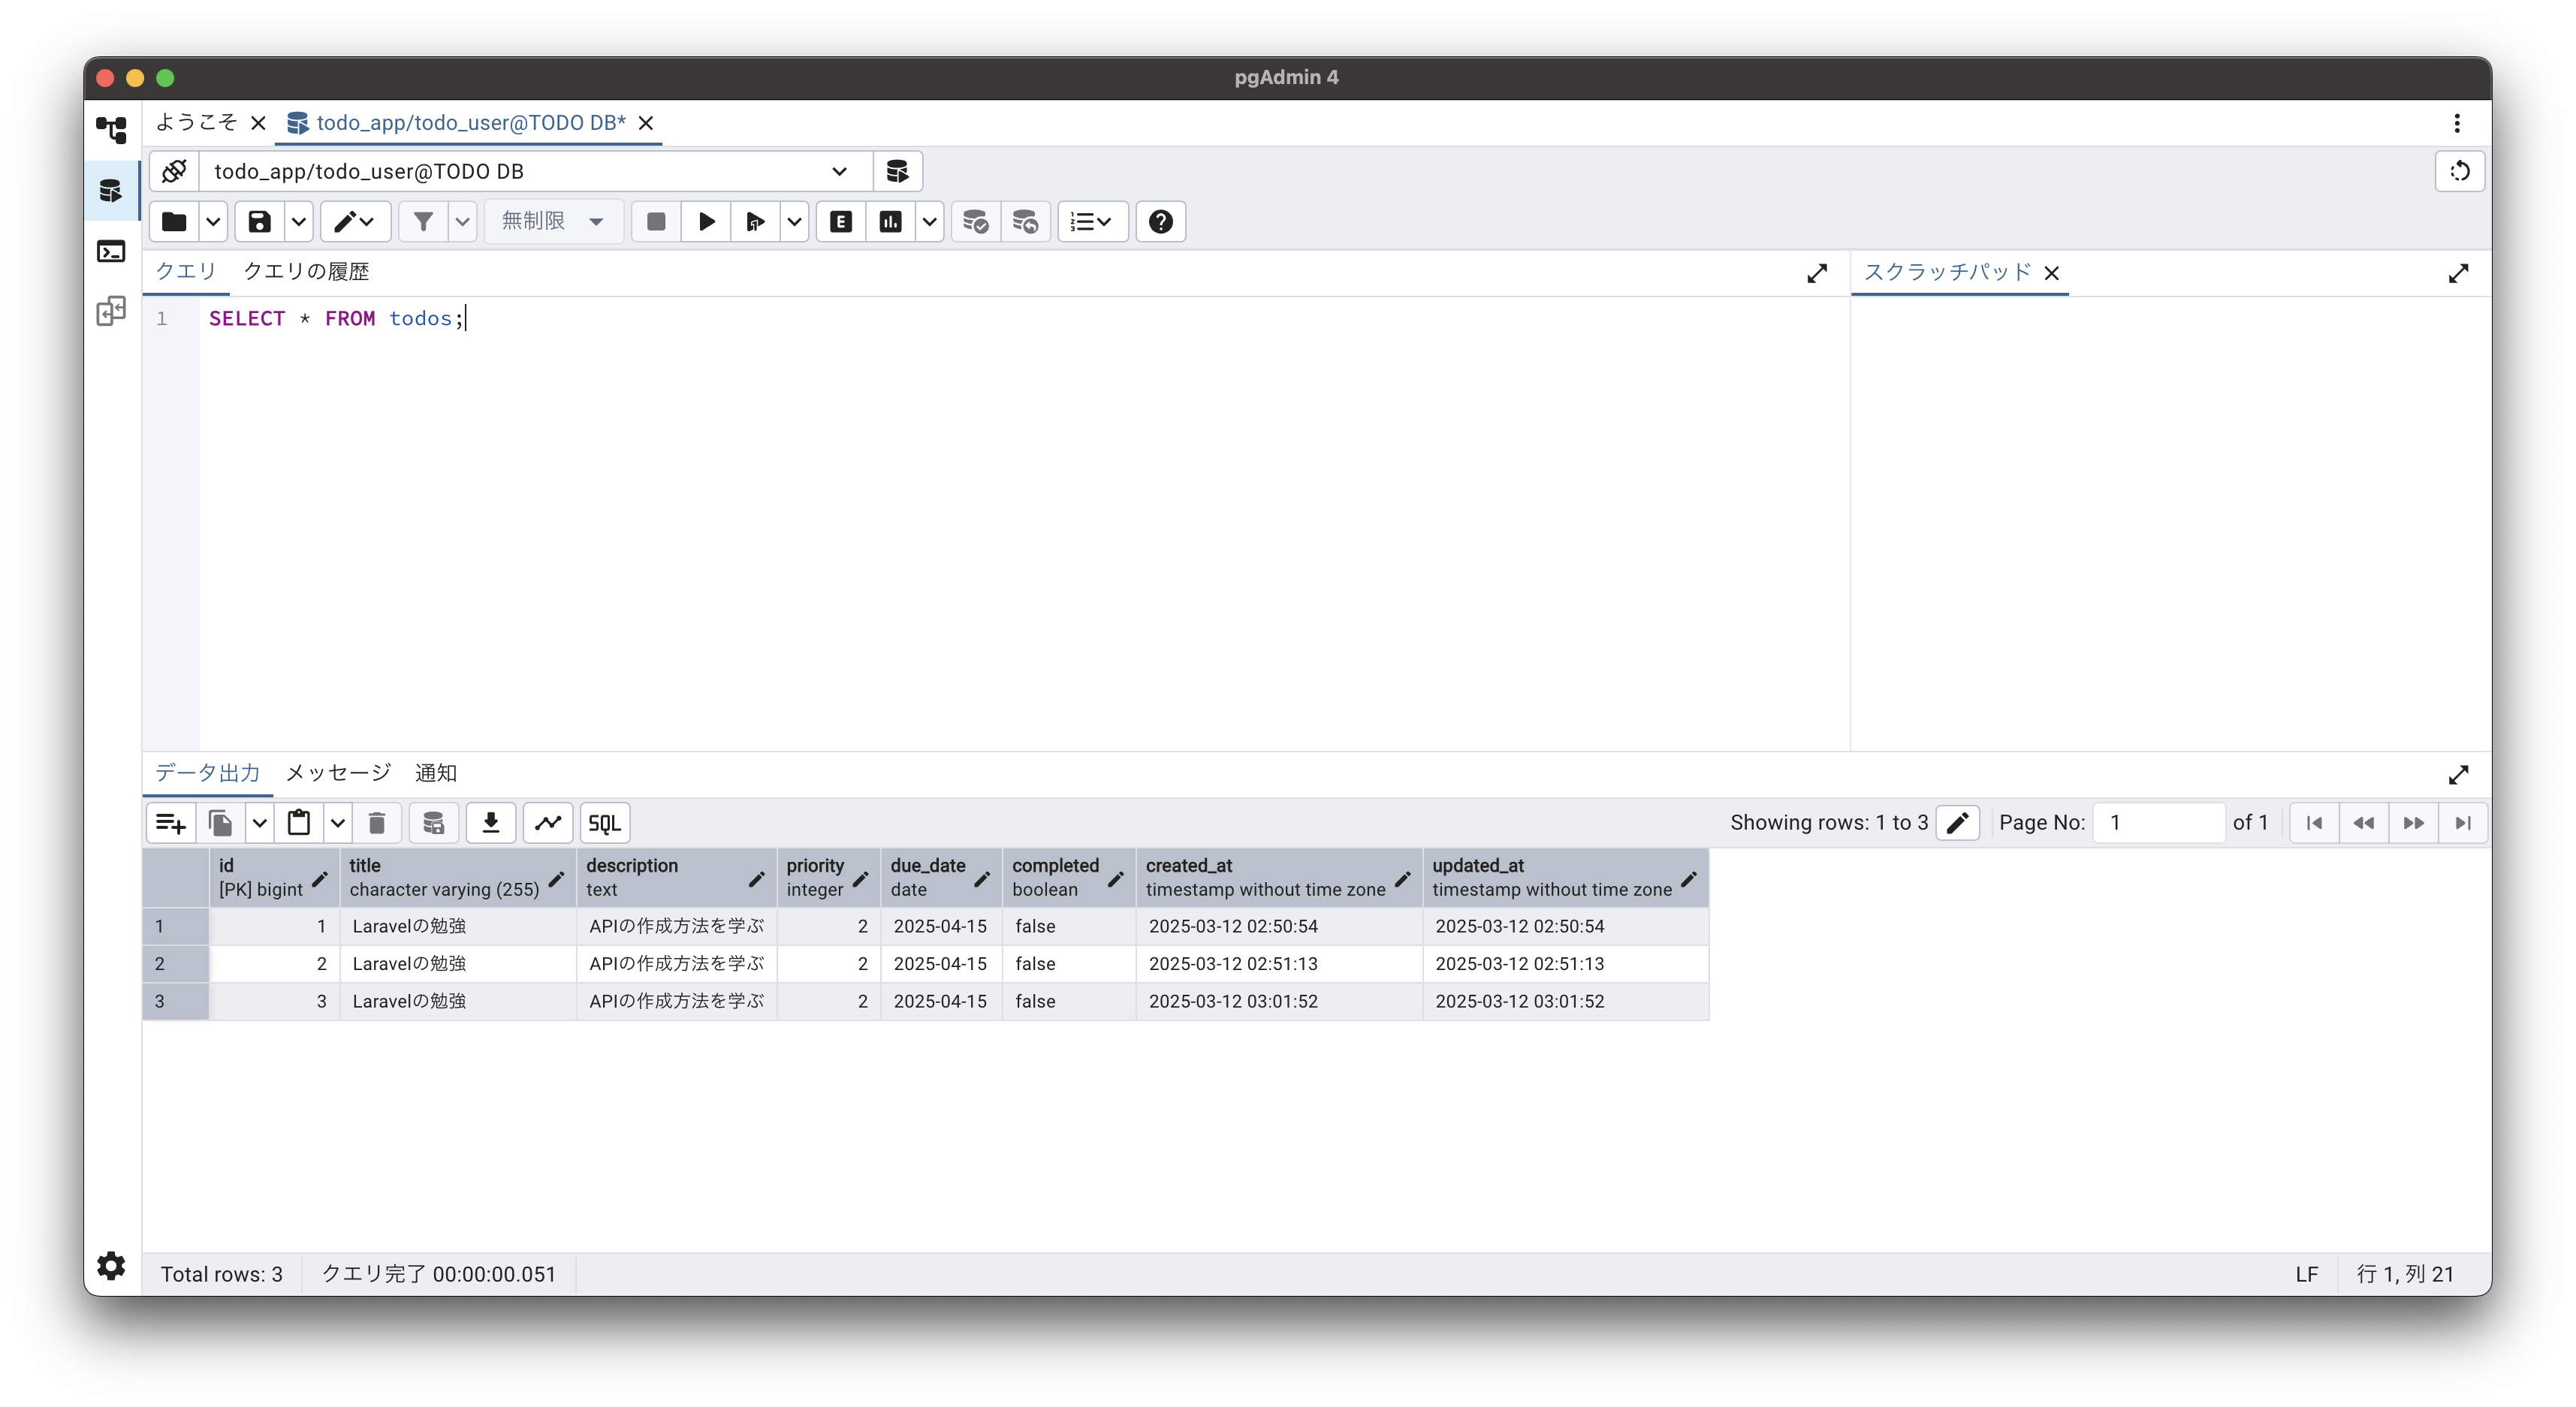 pgAdmin 4
ようこそ todo_app/todo_user@TODO DB*
todo_app/todo_user@TODO DB
無制限 E
クエリ クエリの履歴 スクラッチパッド
1 SELECT * FROM todos;
データ出力 メッセージ 通知
SQL Showing rows: 1 to 3 Page No: 1 of 1
id title description priority due_date completed created_at updated_at
[PK] bigint character varying (255) text integer date boolean timestamp without time zone timestamp without time zone
1 1 Laravelの勉強 APIの作成方法を学ぶ 2 2025-04-15 false 2025-03-12 02:50:54 2025-03-12 02:50:54
2 2 Laravelの勉強 APIの作成方法を学ぶ 2 2025-04-15 false 2025-03-12 02:51:13 2025-03-12 02:51:13
3 3 Laravelの勉強 APIの作成方法を学ぶ 2 2025-04-15 false 2025-03-12 03:01:52 2025-03-12 03:01:52
Total rows: 3 クエリ完了 00:00:00.051 LF 行 1, 列 21